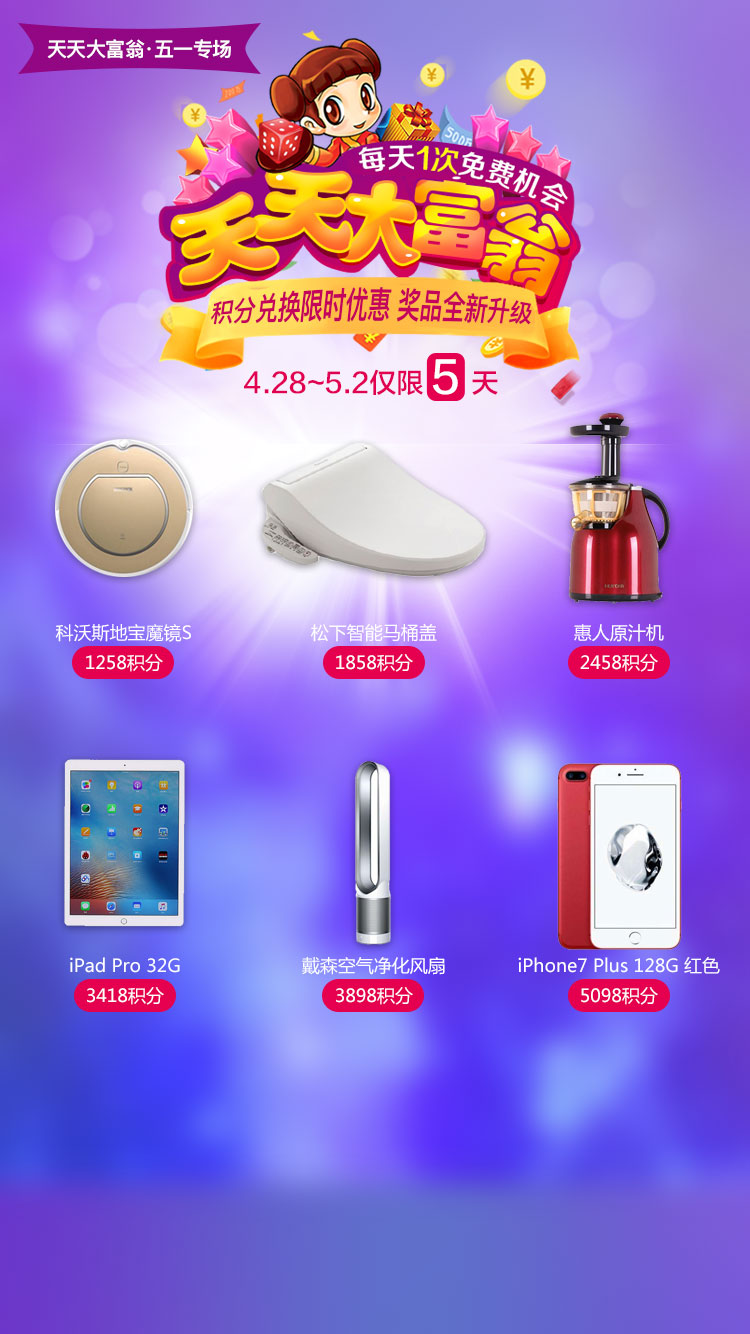 天天大富翁·五一专场
500万
每天1次免费机会
天天大富翁
积分兑换限时优惠 奖品全新升级
4.28~5.2仅限5天
科沃斯地宝魔镜S
1258积分
松下智能马桶盖
1858积分
惠人原汁机
2458积分
iPad Pro 32G
3418积分
戴森空气净化风扇
3898积分
iPhone7 Plus 128G 红色
5098积分